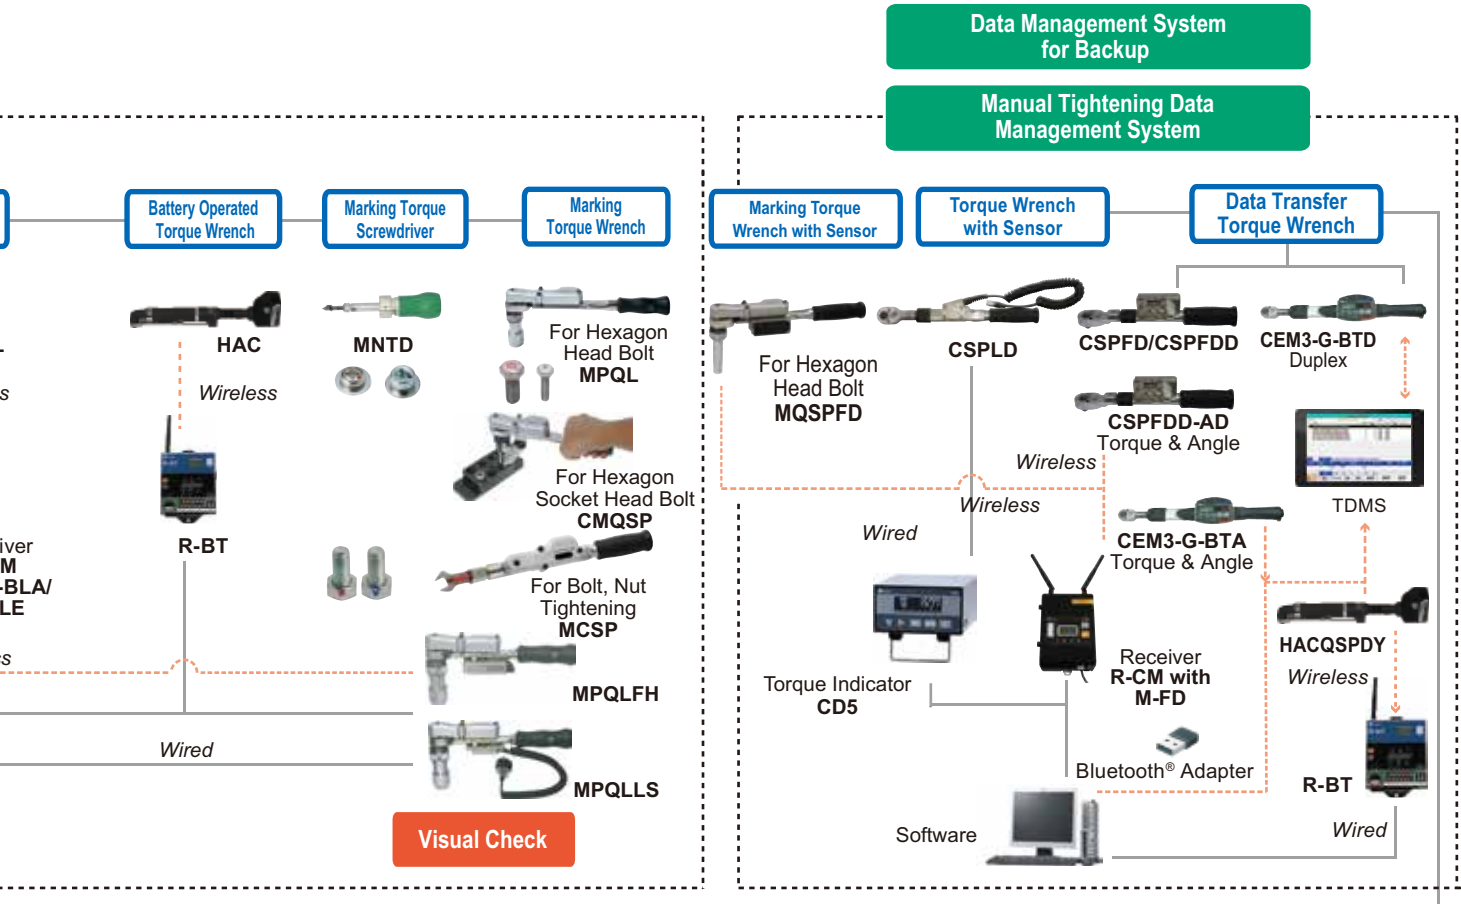 Data Management System
for Backup
Manual Tightening Data
Management System
Battery Operated
Torque Wrench
Marking Torque
Screwdriver
Marking
Torque Wrench
Marking Torque
Wrench with Sensor
Torque Wrench
with Sensor
Data Transfer
Torque Wrench
HAC
Wireless
R-BT
MNTD
For Hexagon
Head Bolt
MPQL
For Hexagon
Socket Head Bolt
CMQSP
For Bolt, Nut
Tightening
MCSP
MPQLFH
MPQLLS
Wired
iver
M
-BLA/
LE
Visual Check
For Hexagon
Head Bolt
MQSPFD
CSPLD
CSPFD/CSPFDD
CEM3-G-BTD
Duplex
CSPFDD-AD
Torque & Angle
Wireless
Wireless
Wired
TDMS
CEM3-G-BTA
Torque & Angle
HACQSPDY
Wireless
Torque Indicator
CD5
Receiver
R-CM with
M-FD
Bluetooth® Adapter
R-BT
Wired
Software